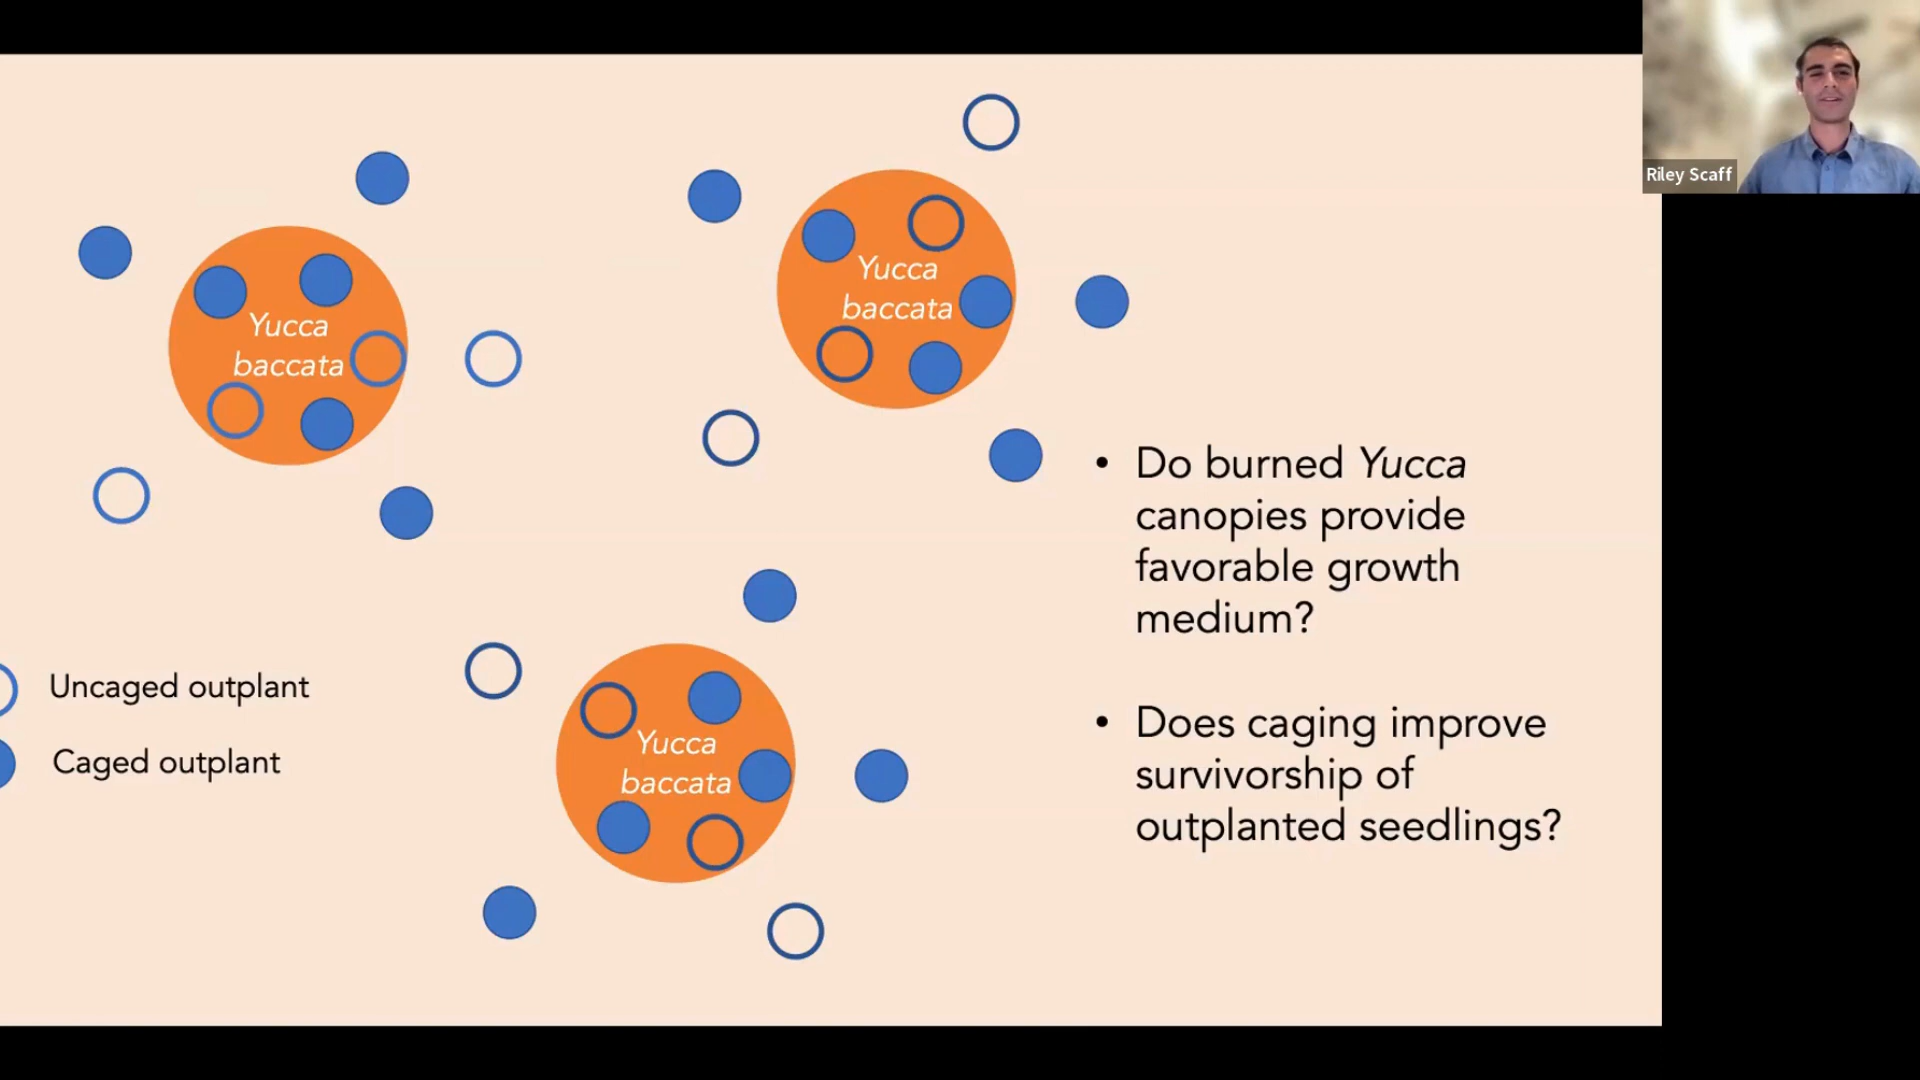 Riley Scaff
Yucca
baccata
Yucca
baccata
Do burned Yucca
canopies provide
favorable growth
medium?
Uncaged outplant
Caged outplant
Yucca
baccata
Does caging improve
survivorship of
outplanted seedlings?